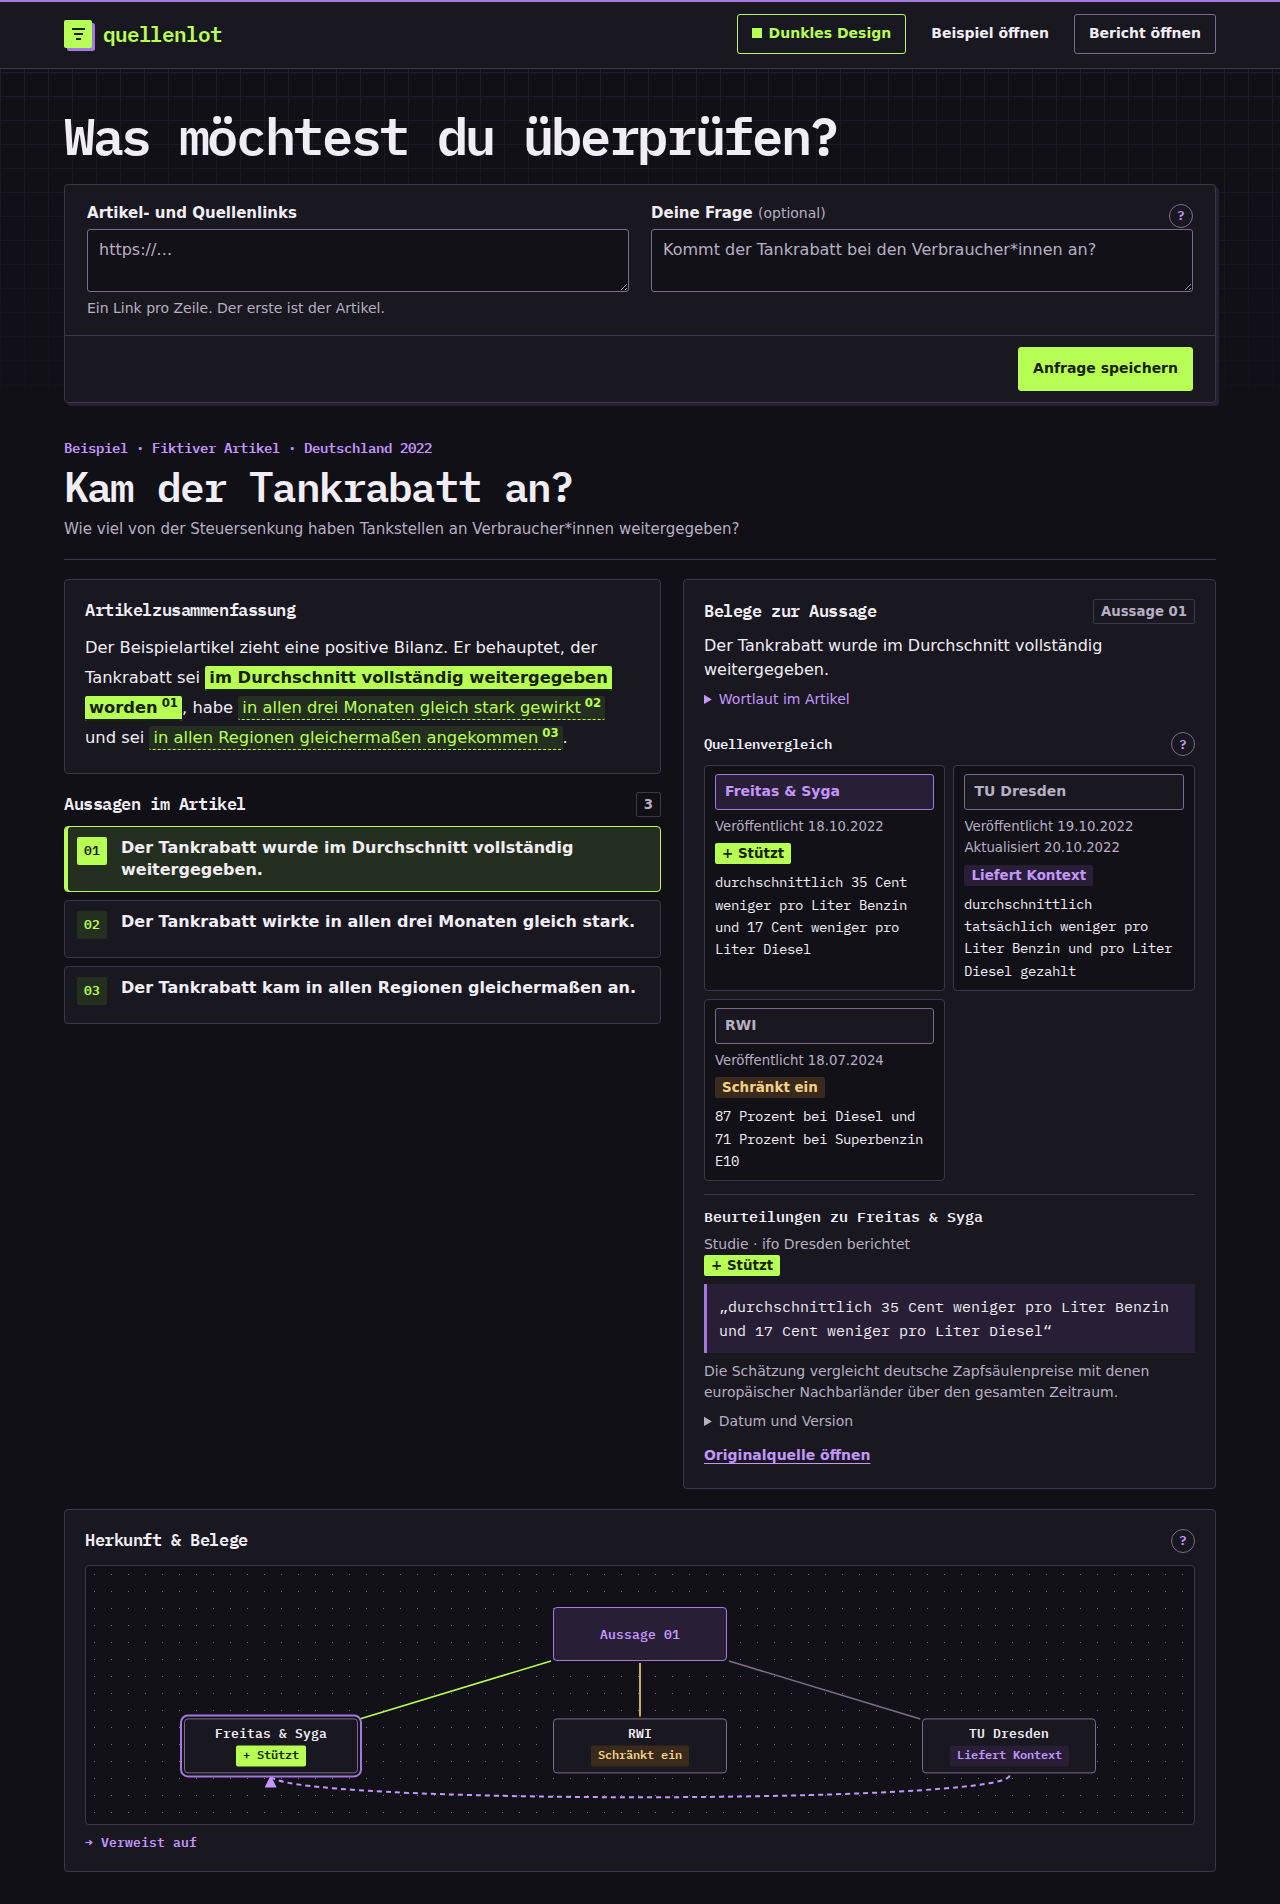 quellenlot
Dunkles Design
Beispiel öffnen
Bericht öffnen
Was möchtest du überprüfen?
Artikel- und Quellenlinks
https://…
Ein Link pro Zeile. Der erste ist der Artikel.
Deine Frage (optional)
?
Kommt der Tankrabatt bei den Verbraucher*innen an?
Anfrage speichern
Beispiel · Fiktiver Artikel · Deutschland 2022
Kam der Tankrabatt an?
Wie viel von der Steuersenkung haben Tankstellen an Verbraucher*innen weitergegeben?
Artikelzusammenfassung
Der Beispielartikel zieht eine positive Bilanz. Er behauptet, der
Tankrabatt sei im Durchschnitt vollständig weitergegeben
worden 01, habe in allen drei Monaten gleich stark gewirkt 02
und sei in allen Regionen gleichermaßen angekommen 03.
Aussagen im Artikel
3
01 Der Tankrabatt wurde im Durchschnitt vollständig
weitergegeben.
02 Der Tankrabatt wirkte in allen drei Monaten gleich stark.
03 Der Tankrabatt kam in allen Regionen gleichermaßen an.
Belege zur Aussage
Aussage 01
Der Tankrabatt wurde im Durchschnitt vollständig
weitergegeben.
▶ Wortlaut im Artikel
Quellenvergleich
?
Freitas & Syga
Veröffentlicht 18.10.2022
+ Stützt
durchschnittlich 35 Cent
weniger pro Liter Benzin
und 17 Cent weniger pro
Liter Diesel
TU Dresden
Veröffentlicht 19.10.2022
Aktualisiert 20.10.2022
Liefert Kontext
durchschnittlich
tatsächlich weniger pro
Liter Benzin und pro Liter
Diesel gezahlt
RWI
Veröffentlicht 18.07.2024
Schränkt ein
87 Prozent bei Diesel und
71 Prozent bei Superbenzin
E10
Beurteilungen zu Freitas & Syga
Studie · ifo Dresden berichtet
+ Stützt
„durchschnittlich 35 Cent weniger pro Liter Benzin
und 17 Cent weniger pro Liter Diesel“
Die Schätzung vergleicht deutsche Zapfsäulenpreise mit denen
europäischer Nachbarländer über den gesamten Zeitraum.
▶ Datum und Version
Originalquelle öffnen
Herkunft & Belege
?
Aussage 01
Freitas & Syga
+ Stützt
RWI
Schränkt ein
TU Dresden
Liefert Kontext
→ Verweist auf